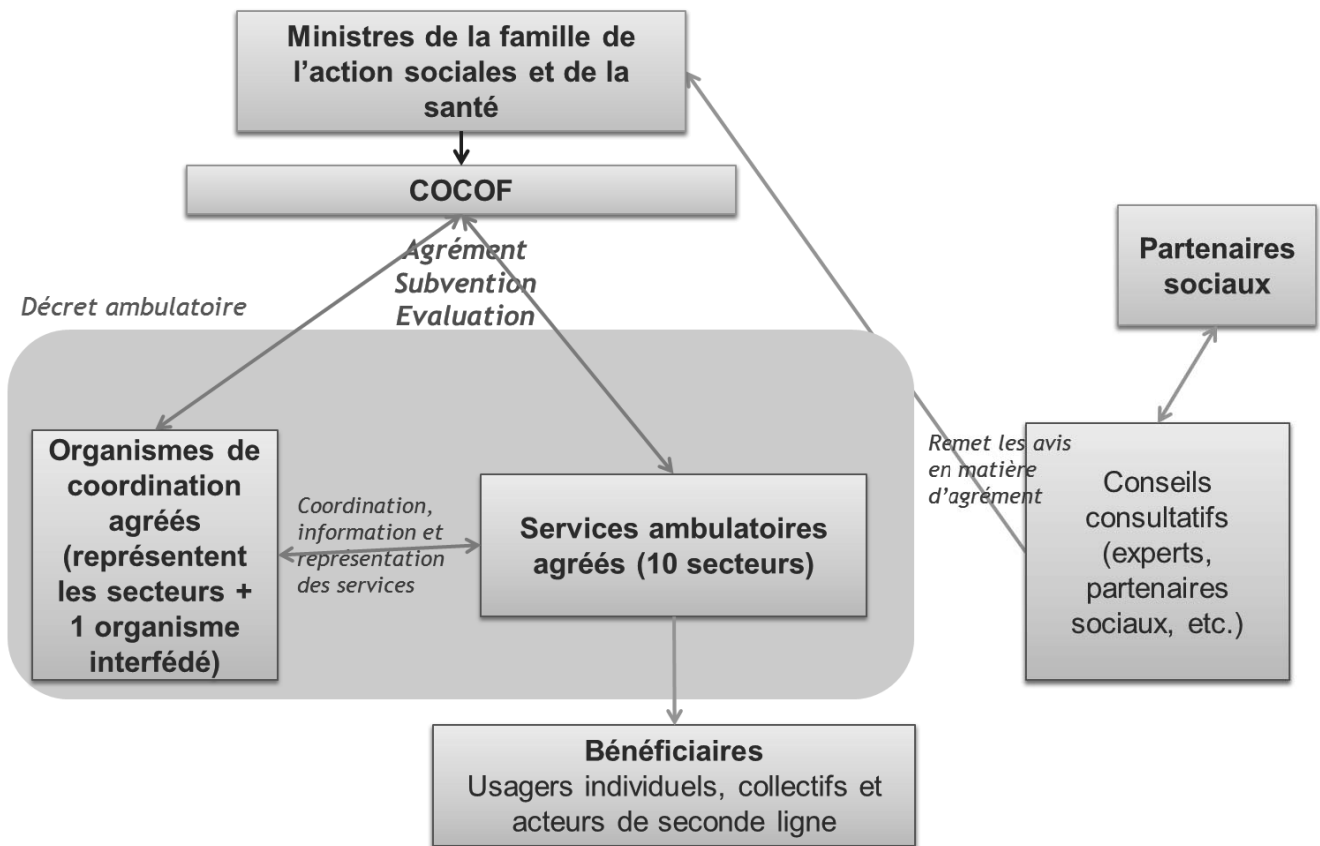 Ministres de la famille de
l'action sociales et de la
santé
COCOF
Agrément
Subvention
Evaluation
Décret ambulatoire
Partenaires
sociaux
Organismes de
coordination
agréés
(représentent
les secteurs +
1 organisme
interfédé)
Coordination,
information et
représentation
des services
Services ambulatoires
agréés (10 secteurs)
Remet les avis
en matière
d'agrément
Conseils
consultatifs
(experts,
partenaires
sociaux, etc.)
Bénéficiaires
Usagers individuels, collectifs et
acteurs de seconde ligne